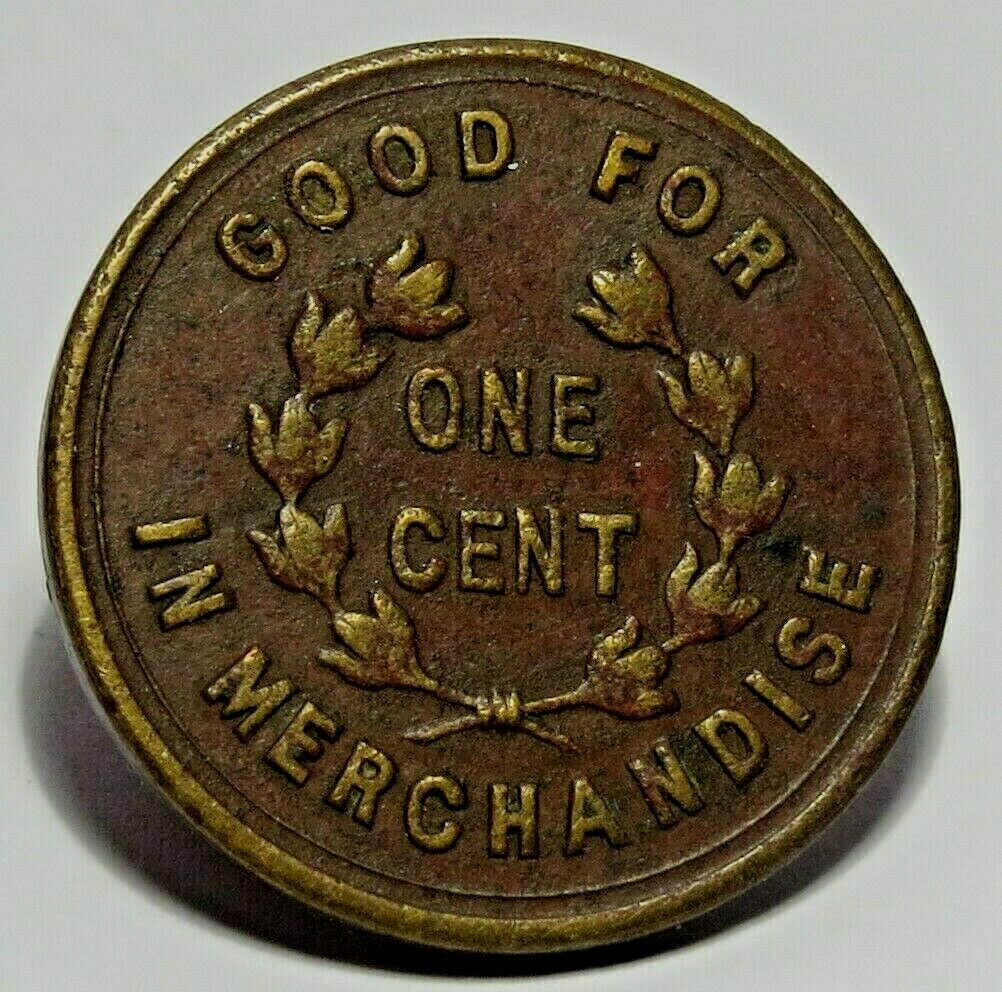 GOOD FOR
ONE
CENT
IN MERCHANDISE